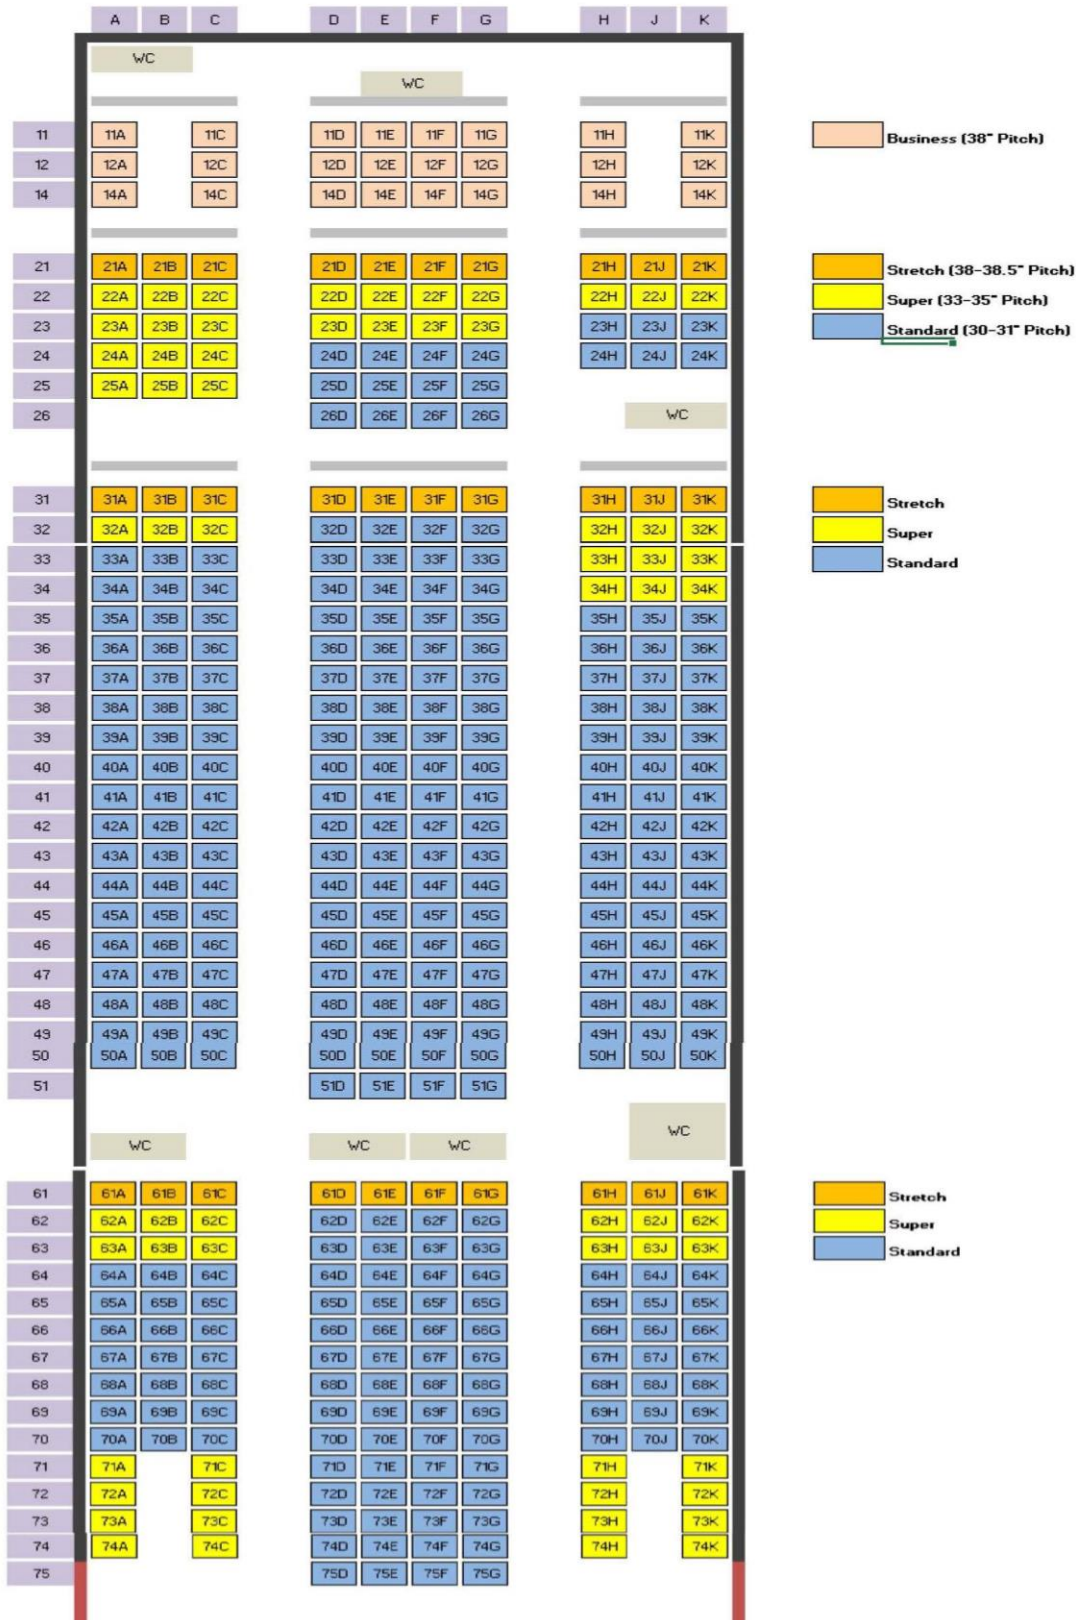 A B C D E F G H J K
WC
WC
11 11A 11C 11D 11E 11F 11G 11H 11K Business (38" Pitch)
12 12A 12C 12D 12E 12F 12G 12H 12K
14 14A 14C 14D 14E 14F 14G 14H 14K
21 21A 21B 21C 21D 21E 21F 21G 21H 21J 21K Stretch (38-38.5" Pitch)
22 22A 22B 22C 22D 22E 22F 22G 22H 22J 22K Super (33-35" Pitch)
23 23A 23B 23C 23D 23E 23F 23G 23H 23J 23K Standard (30-31" Pitch)
24 24A 24B 24C 24D 24E 24F 24G 24H 24J 24K
25 25A 25B 25C 25D 25E 25F 25G
26 26D 26E 26F 26G WC
31 31A 31B 31C 31D 31E 31F 31G 31H 31J 31K Stretch
32 32A 32B 32C 32D 32E 32F 32G 32H 32J 32K Super
33 33A 33B 33C 33D 33E 33F 33G 33H 33J 33K Standard
34 34A 34B 34C 34D 34E 34F 34G 34H 34J 34K
35 35A 35B 35C 35D 35E 35F 35G 35H 35J 35K
36 36A 36B 36C 36D 36E 36F 36G 36H 36J 36K
37 37A 37B 37C 37D 37E 37F 37G 37H 37J 37K
38 38A 38B 38C 38D 38E 38F 38G 38H 38J 38K
39 39A 39B 39C 39D 39E 39F 39G 39H 39J 39K
40 40A 40B 40C 40D 40E 40F 40G 40H 40J 40K
41 41A 41B 41C 41D 41E 41F 41G 41H 41J 41K
42 42A 42B 42C 42D 42E 42F 42G 42H 42J 42K
43 43A 43B 43C 43D 43E 43F 43G 43H 43J 43K
44 44A 44B 44C 44D 44E 44F 44G 44H 44J 44K
45 45A 45B 45C 45D 45E 45F 45G 45H 45J 45K
46 46A 46B 46C 46D 46E 46F 46G 46H 46J 46K
47 47A 47B 47C 47D 47E 47F 47G 47H 47J 47K
48 48A 48B 48C 48D 48E 48F 48G 48H 48J 48K
49 49A 49B 49C 49D 49E 49F 49G 49H 49J 49K
50 50A 50B 50C 50D 50E 50F 50G 50H 50J 50K
51 51D 51E 51F 51G
WC WC WC WC
61 61A 61B 61C 61D 61E 61F 61G 61H 61J 61K Stretch
62 62A 62B 62C 62D 62E 62F 62G 62H 62J 62K Super
63 63A 63B 63C 63D 63E 63F 63G 63H 63J 63K Standard
64 64A 64B 64C 64D 64E 64F 64G 64H 64J 64K
65 65A 65B 65C 65D 65E 65F 65G 65H 65J 65K
66 66A 66B 66C 66D 66E 66F 66G 66H 66J 66K
67 67A 67B 67C 67D 67E 67F 67G 67H 67J 67K
68 68A 68B 68C 68D 68E 68F 68G 68H 68J 68K
69 69A 69B 69C 69D 69E 69F 69G 69H 69J 69K
70 70A 70B 70C 70D 70E 70F 70G 70H 70J 70K
71 71A 71C 71D 71E 71F 71G 71H 71K
72 72A 72C 72D 72E 72F 72G 72H 72K
73 73A 73C 73D 73E 73F 73G 73H 73K
74 74A 74C 74D 74E 74F 74G 74H 74K
75 75D 75E 75F 75G